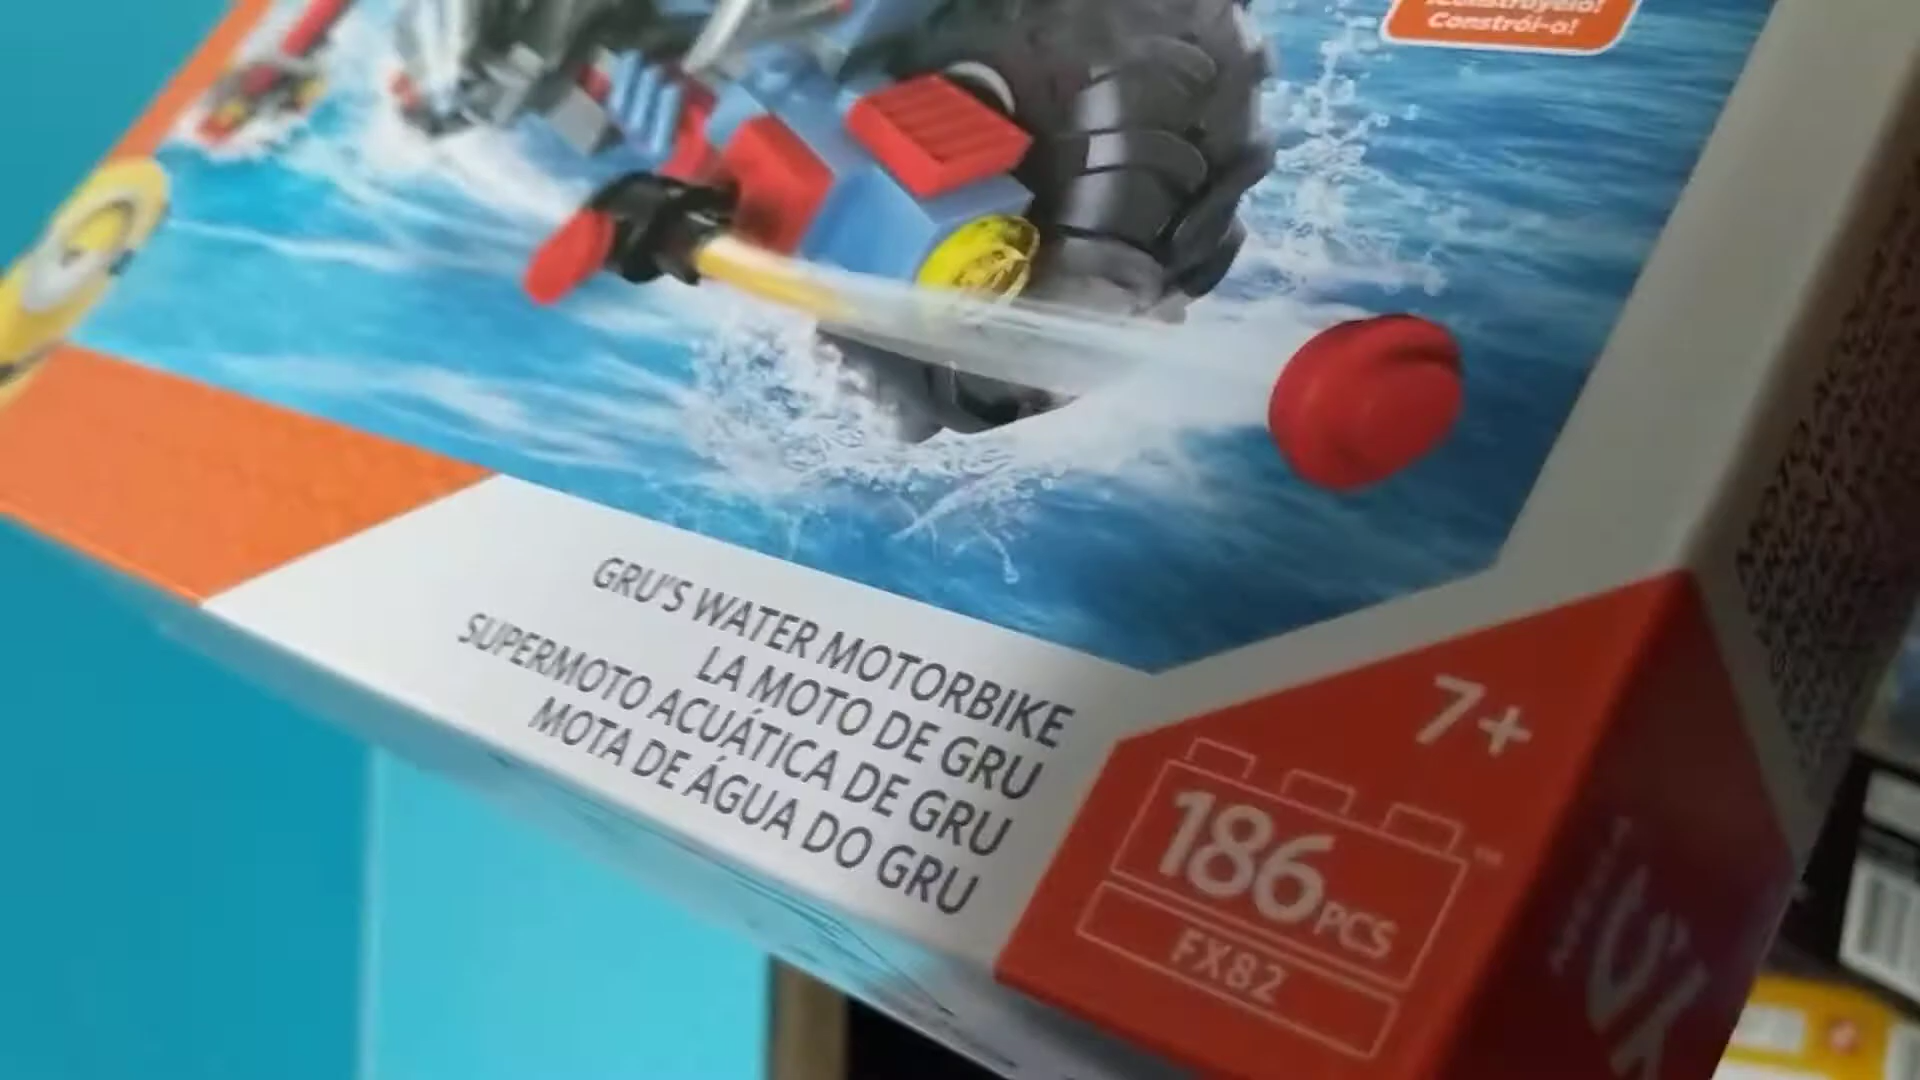 ¡Constrúyelo!
Constrói-o!
GRU'S WATER MOTORBIKE
LA MOTO DE GRU
SUPERMOTO ACUÁTICA DE GRU
MOTA DE ÁGUA DO GRU
7+
186 PCS
FX82